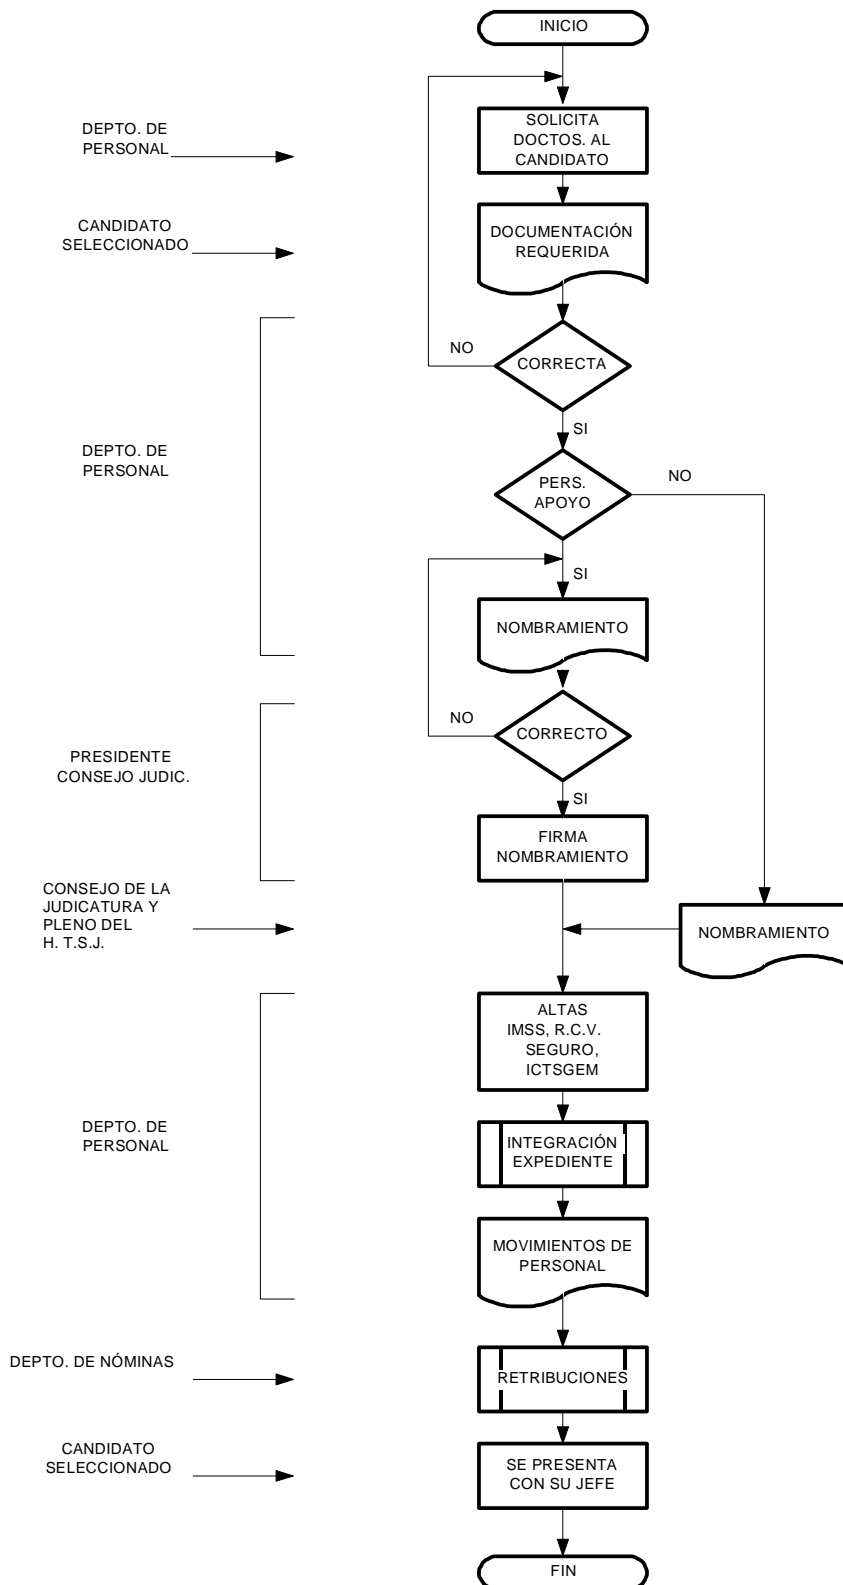 INICIO
DEPTO. DE
PERSONAL
SOLICITA
DOCTOS. AL
CANDIDATO
CANDIDATO
SELECCIONADO
DOCUMENTACIÓN
REQUERIDA
NO
CORRECTA
SI
DEPTO. DE
PERSONAL
PERS.
APOYO
NO
SI
NOMBRAMIENTO
NO
CORRECTO
SI
PRESIDENTE
CONSEJO JUDIC.
FIRMA
NOMBRAMIENTO
CONSEJO DE LA
JUDICATURA Y
PLENO DEL
H. T.S.J.
NOMBRAMIENTO
ALTAS
IMSS, R.C.V.
SEGURO,
ICTSGEM
DEPTO. DE
PERSONAL
INTEGRACIÓN
EXPEDIENTE
MOVIMIENTOS DE
PERSONAL
DEPTO. DE NÓMINAS
RETRIBUCIONES
CANDIDATO
SELECCIONADO
SE PRESENTA
CON SU JEFE
FIN